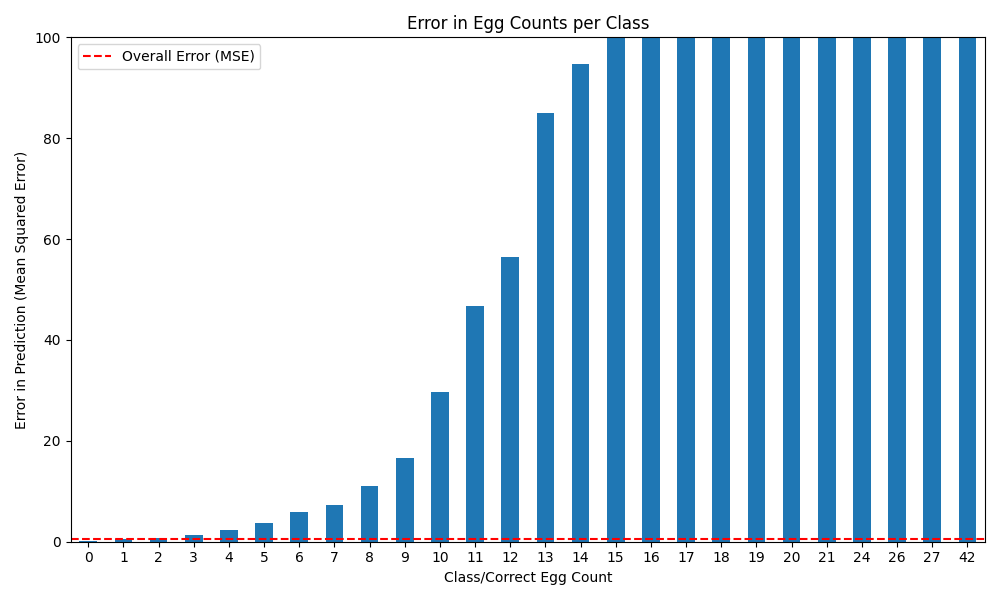 Error in Egg Counts per Class
Overall Error (MSE)
Error in Prediction (Mean Squared Error)
100
80
60
40
20
0
0 1 2 3 4 5 6 7 8 9 10 11 12 13 14 15 16 17 18 19 20 21 24 26 27 42
Class/Correct Egg Count